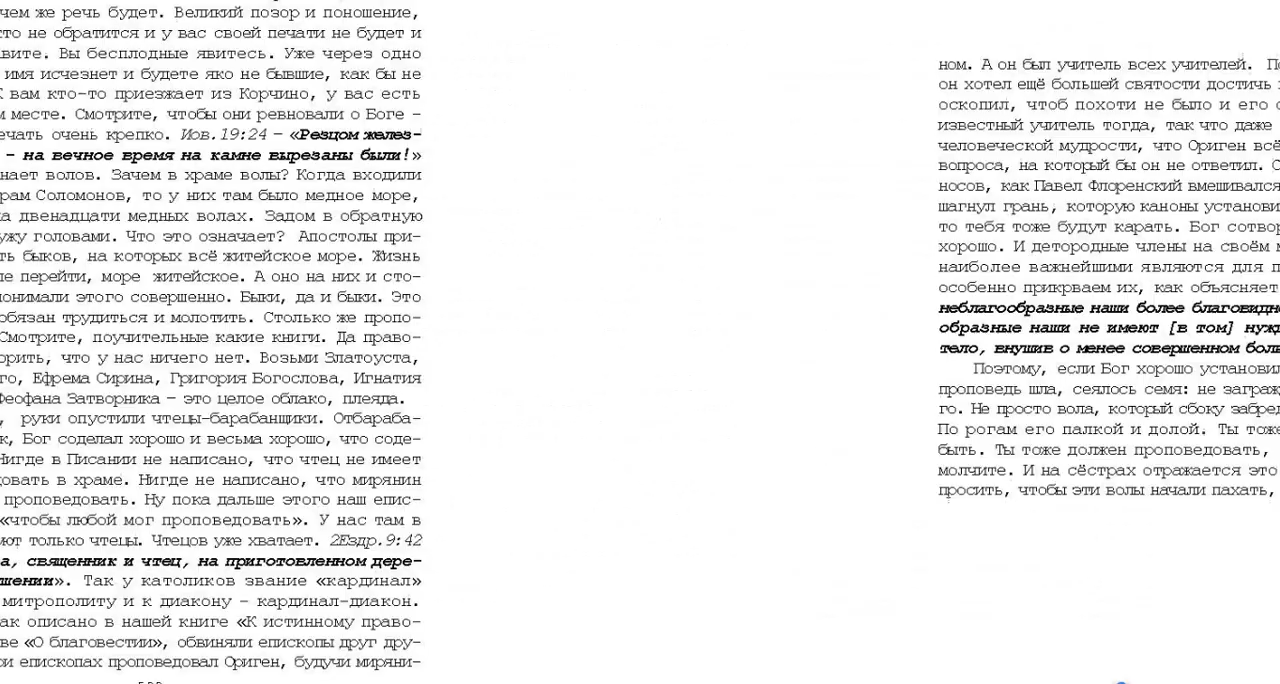 чем же речь будет. Великий позор и поношение,
то не обратится и у вас своей печати не будет и
авите. Вы бесплодные явитесь. Уже через одно
имя исчезнет и будете яко не бывшие, как бы не
К вам кто-то приезжает из Корчино, у вас есть
м месте. Смотрите, чтобы они ревновали о Боге –
ечать очень крепко. Иов.19:24 – «Резцом желез-
– на вечное время на камне вырезаны были!»
нает волов. Зачем в храме волы? Когда входили
рам Соломонов, то у них там было медное море,
а двенадцати медных волах. Задом в обратную
ужу головами. Что это означает? Апостолы при-
ть быков, на которых всё житейское море. Жизнь
ле перейти, море житейское. А оно на них и сто-
онимали этого совершенно. Быки, да и быки. Это
обязан трудиться и молотить. Столько же пропо-
Смотрите, поучительные какие книги. Да право-
орить, что у нас ничего нет. Возьми Златоуста,
го, Ефрема Сирина, Григория Богослова, Игнатия
Феофана Затворника – это целое облако, плеяда.
, руки опустили чтецы-барабанщики. Отбараба-
к, Бог соделал хорошо и весьма хорошо, что соде-
Нигде в Писании не написано, что чтец не имеет
довать в храме. Нигде не написано, что мирянин
проповедовать. Ну пока дальше этого наш епис-
«чтобы любой мог проповедовать». У нас там в
уют только чтецы. Чтецов уже хватает. 2Ездр.9:42
а, священник и чтец, на приготовленном дере-
шении». Так у католиков звание «кардинал»
митрополиту и к диакону – кардинал-диакон.
ак описано в нашей книге «К истинному право-
ве «О благовестии», обвиняли епископы друг дру-
ри епископах проповедовал Ориген, будучи миряни-
ном. А он был учитель всех учителей. По
он хотел ещё большей святости достичь
оскопил, чтоб похоти не было и его
известный учитель тогда, так что даже
человеческой мудрости, что Ориген всё
вопроса, на который бы он не ответил.
носов, как Павел Флоренский вмешивался
шагнул грань, которую каноны установи
то тебя тоже будут карать. Бог сотвор
хорошо. И детородные члены на своём м
наиболее важнейшими являются для п
особенно прикрваем их, как объясняет
неблагообразные наши более благовидн
образные наши не имеют [в том] нужд
тело, внушив о менее совершенном боль
Поэтому, если Бог хорошо установил
проповедь шла, сеялось семя: не заграж
го. Не просто вола, который сбоку забред
По рогам его палкой и долой. Ты тоже
быть. Ты тоже должен проповедовать,
молчите. И на сёстрах отражается это
просить, чтобы эти волы начали пахать,